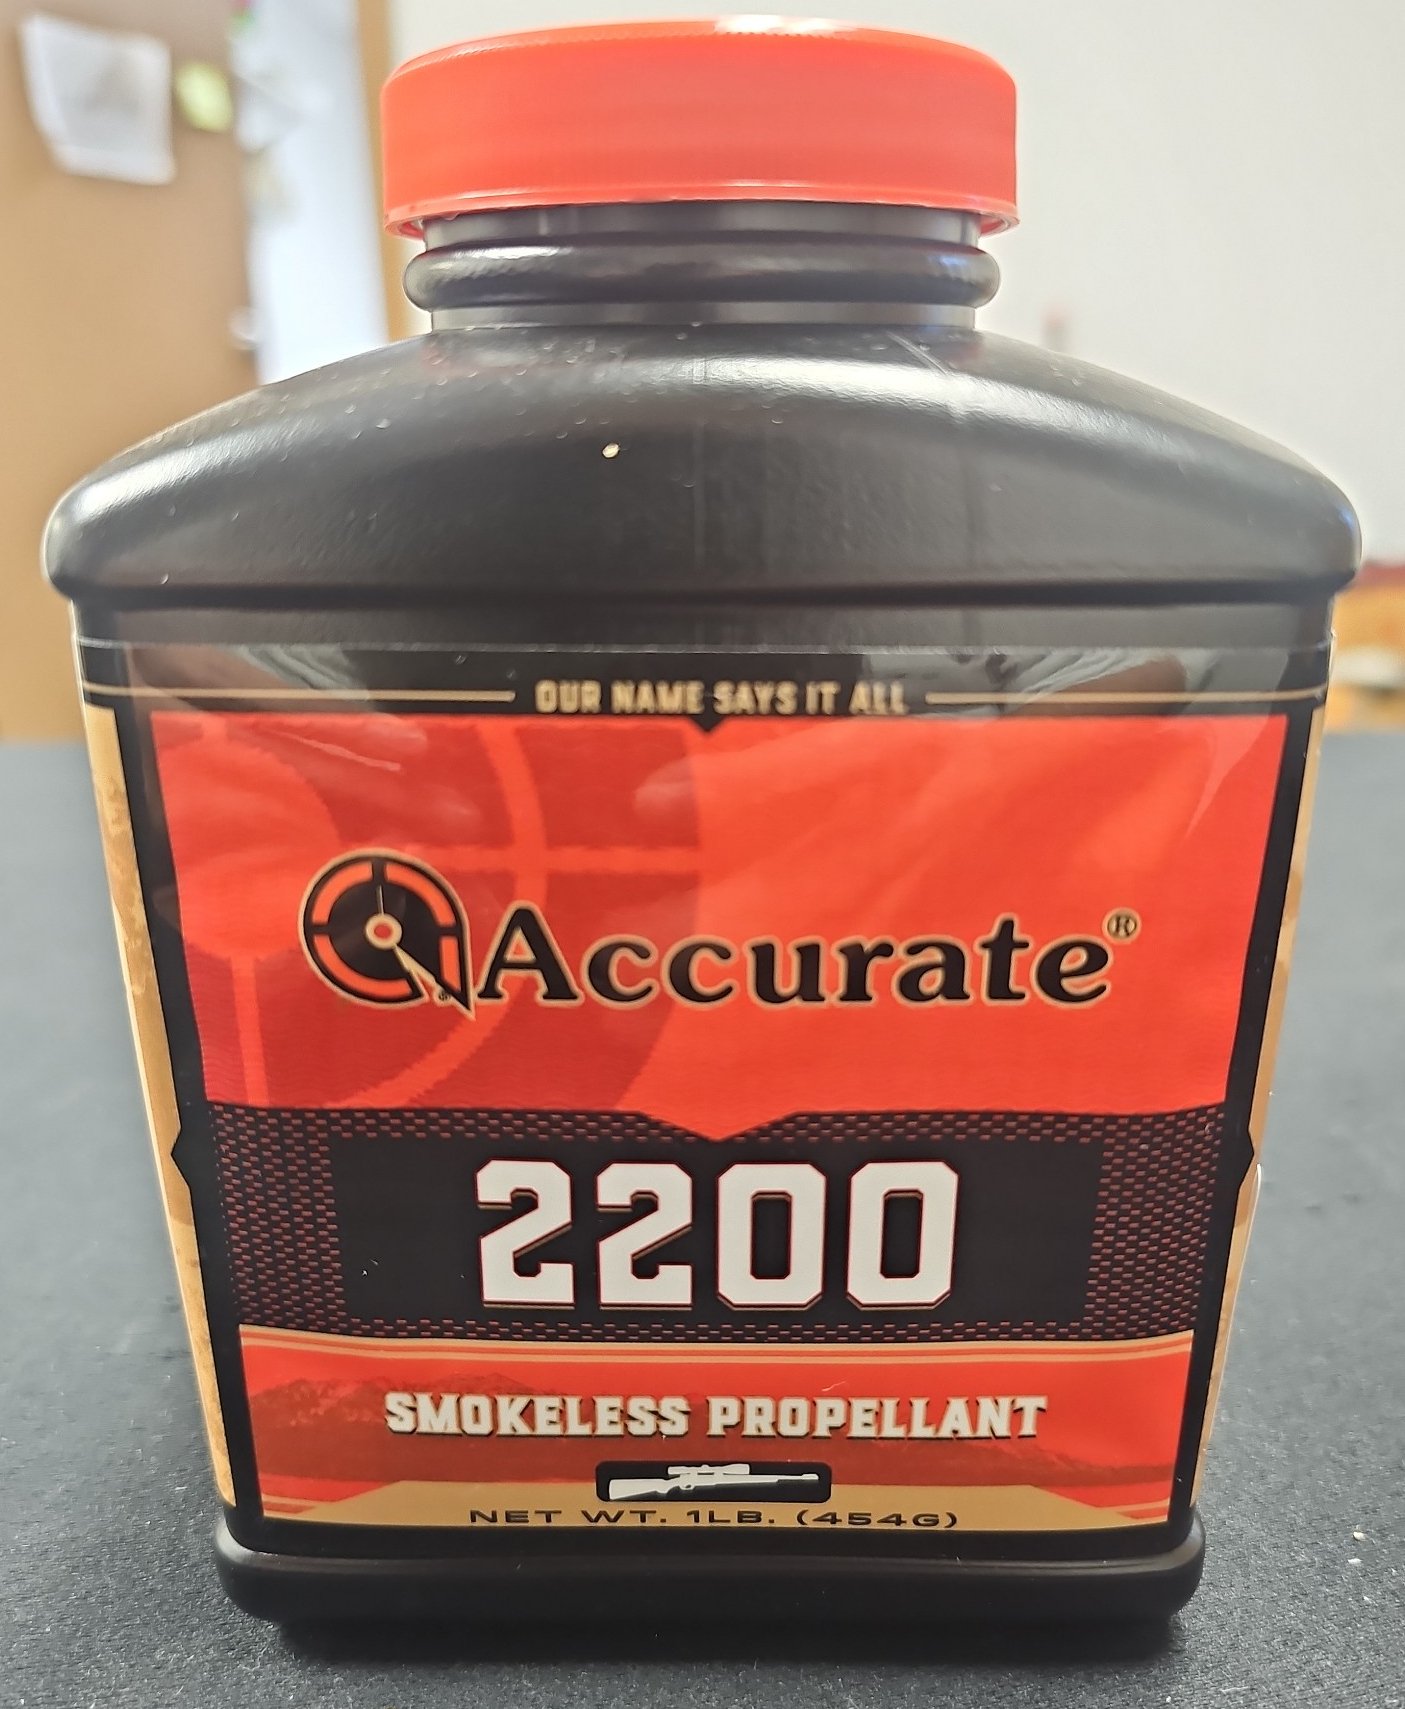 OUR NAME SAYS IT ALL
Accurate®
2200
SMOKELESS PROPELLANT
NET WT. 1LB. (454G)